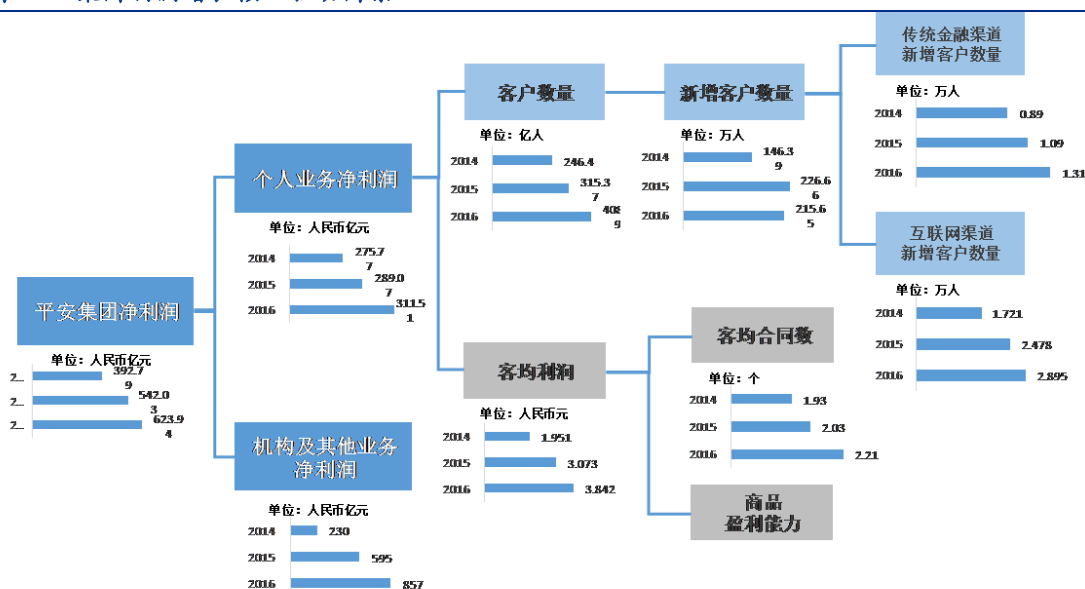 传统金融渠道
新增客户数量
单位：万人
2014
0.89
2015
1.09
2016
1.31
客户数量
单位：亿人
2014
246.4
2015
315.3
7
2016
408
9
新增客户数量
单位：万人
2014
146.3
9
2015
226.6
6
2016
215.6
5
互联网渠道
新增客户数量
单位：万人
2014
1.721
2015
2.478
2016
2.895
个人业务净利润
单位：人民币亿元
2014
275.7
7
2015
289.0
7
2016
311.5
1
平安集团净利润
单位：人民币亿元
2...
392.7
9
2...
542.0
3
2...
623.9
4
客均利润
单位：人民币元
2014
1.951
2015
3.073
2016
3.842
客均合同数
单位：个
2014
1.93
2015
2.03
2016
2.21
机构及其他业务
净利润
单位：人民币亿元
2014
230
2015
595
2016
857
商品
盈利能力